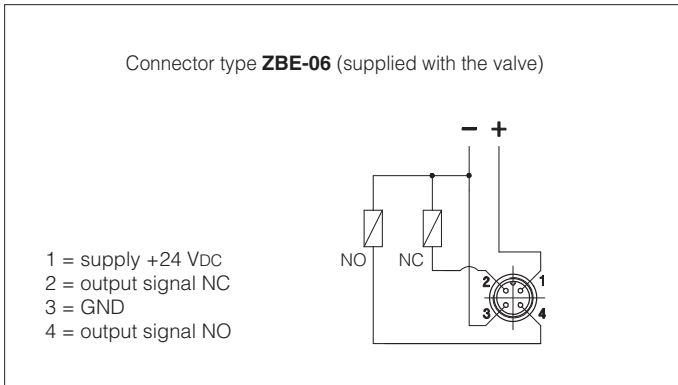 Connector type ZBE-06 (supplied with the valve)
− +
NO NC
2 1
3 4
1 = supply +24 VDC
2 = output signal NC
3 = GND
4 = output signal NO